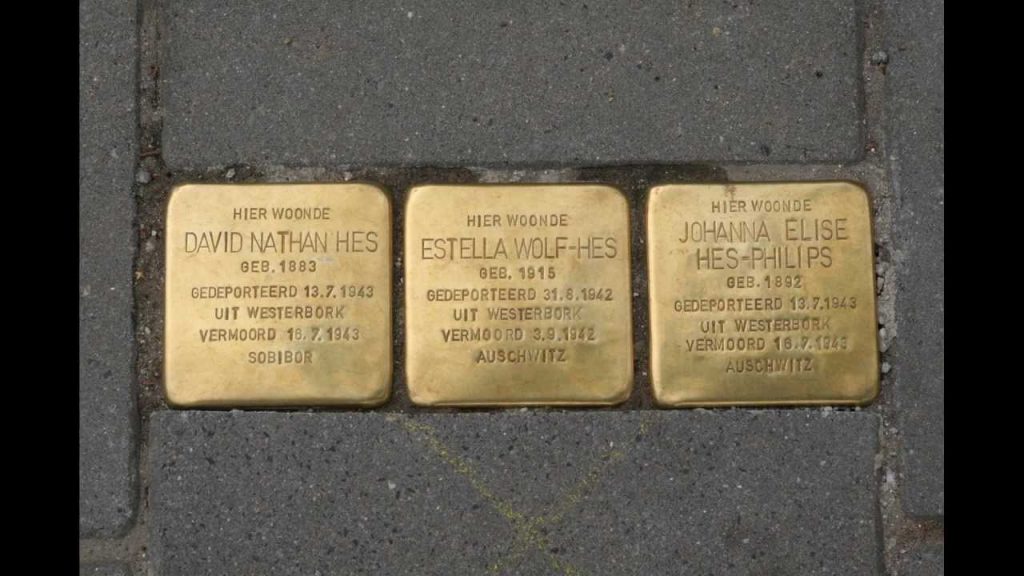 HIER WOONDE
DAVID NATHAN HES
GEB. 1883
GEDEPORTEERD 13.7.1943
UIT WESTERBORK
VERMOORD 16.7.1943
SOBIBOR
HIER WOONDE
ESTELLA WOLF-HES
GEB. 1915
GEDEPORTEERD 31.8.1942
UIT WESTERBORK
VERMOORD 3.9.1942
AUSCHWITZ
HIER WOONDE
JOHANNA ELISE
HES-PHILIPS
GEB. 1892
GEDEPORTEERD 13.7.1943
UIT WESTERBORK
VERMOORD 16.7.1943
AUSCHWITZ